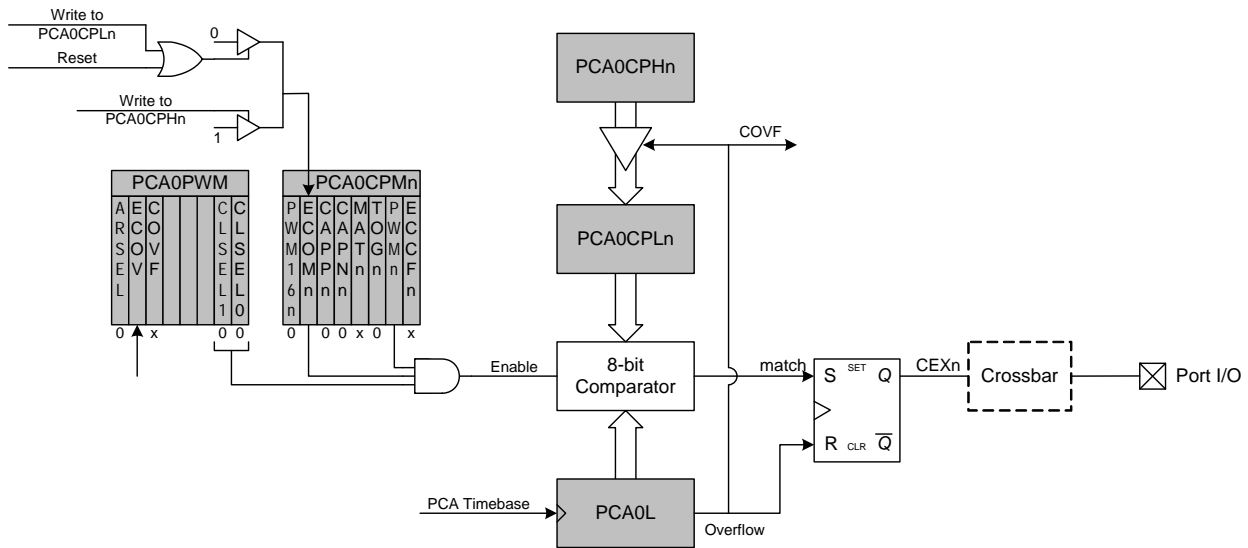 Write to
PCA0CPLn
Reset
0
Write to
PCA0CPHn
1
PCA0PWM
ARSEL
ECOV
COVF
CLSEL1
CLSEL0
0
x
0
0
PCA0CPMn
PWM16n
ECOMn
CAPPn
CAPNn
MATn
TOGn
PWMn
ECCFn
0
0
0
x
0
x
Enable
PCA0CPHn
COVF
PCA0CPLn
8-bit
Comparator
match
S
SET
Q
R
CLR
Q
CEXn
Crossbar
Port I/O
PCA Timebase
PCA0L
Overflow